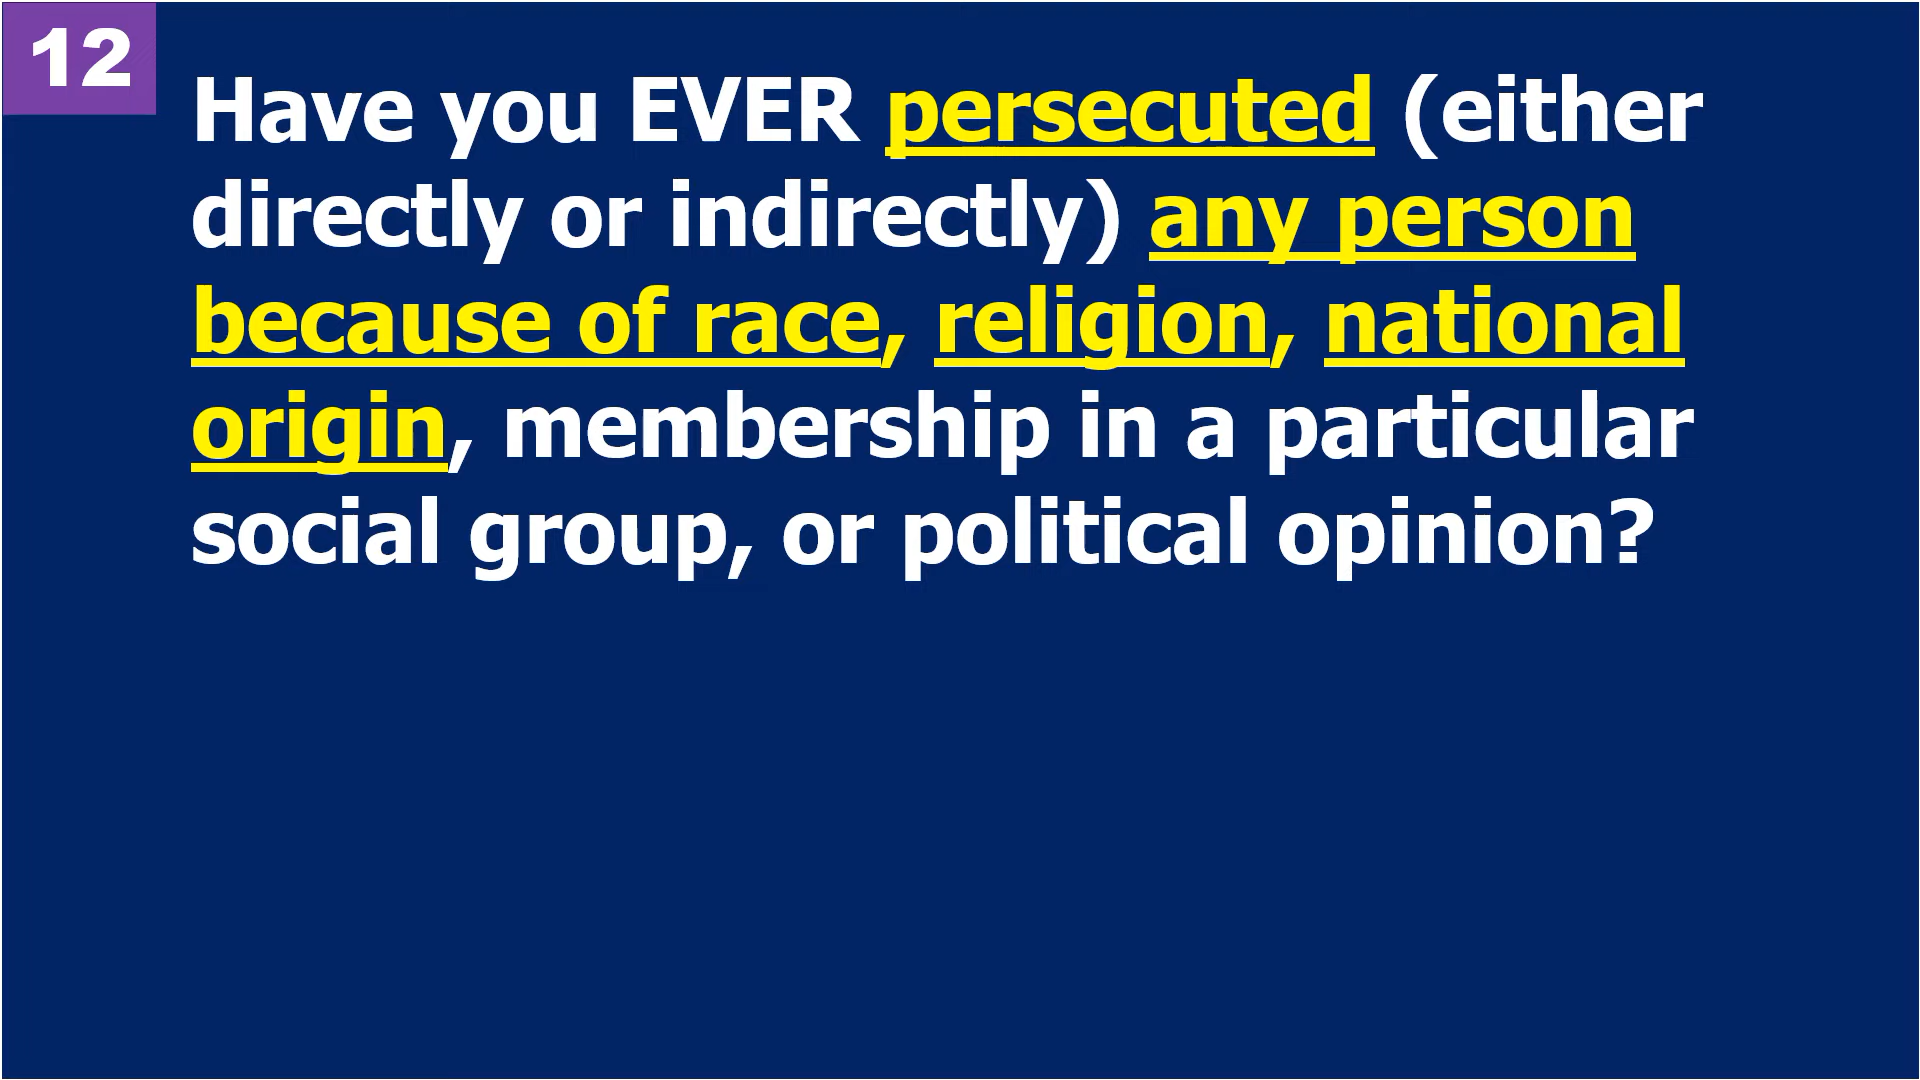 12
Have you EVER persecuted (either
directly or indirectly) any person
because of race, religion, national
origin, membership in a particular
social group, or political opinion?